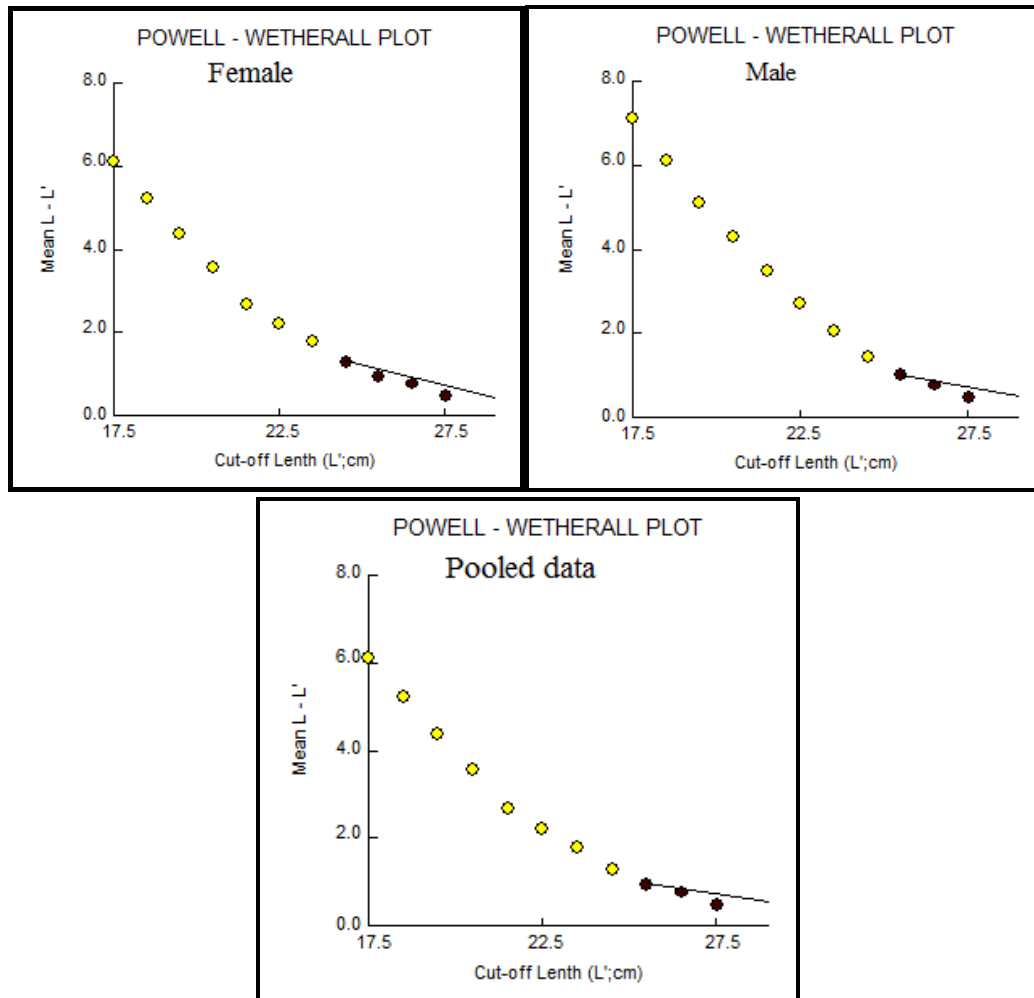 POWELL - WETHERALL PLOT
Female
8.0
6.0
4.0
2.0
0.0
Mean L - L'
17.5
22.5
27.5
Cut-off Lenth (L';cm)
POWELL - WETHERALL PLOT
Male
8.0
6.0
4.0
2.0
0.0
Mean L - L'
17.5
22.5
27.5
Cut-off Lenth (L';cm)
POWELL - WETHERALL PLOT
Pooled data
8.0
6.0
4.0
2.0
0.0
Mean L - L'
17.5
22.5
27.5
Cut-off Lenth (L';cm)